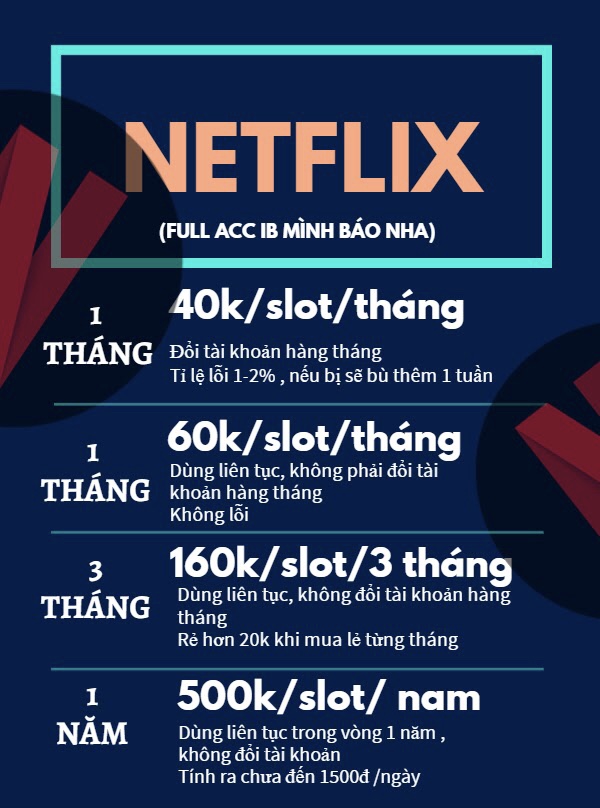 NETFLIX
(FULL ACC IB MÌNH BÁO NHA)
1
THÁNG
40k/slot/tháng
Đổi tài khoản hàng tháng
Tỉ lệ lỗi 1-2% , nếu bị sẽ bù thêm 1 tuần
1
THÁNG
60k/slot/tháng
Dùng liên tục, không phải đổi tài
khoản hàng tháng
Không lỗi
3
THÁNG
160k/slot/3 tháng
Dùng liên tục, không đổi tài khoản hàng
tháng
Rẻ hơn 20k khi mua lẻ từng tháng
1
NĂM
500k/slot/ nam
Dùng liên tục trong vòng 1 năm ,
không đổi tài khoản
Tính ra chưa đến 1500đ /ngày